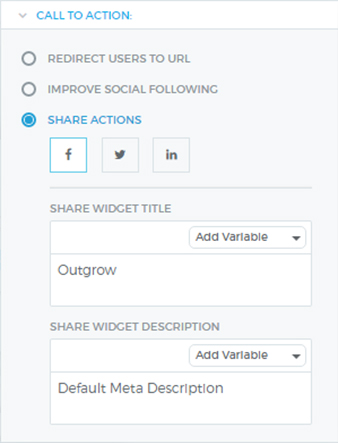 CALL TO ACTION:
REDIRECT USERS TO URL
IMPROVE SOCIAL FOLLOWING
SHARE ACTIONS
SHARE WIDGET TITLE
Add Variable
Outgrow
SHARE WIDGET DESCRIPTION
Add Variable
Default Meta Description